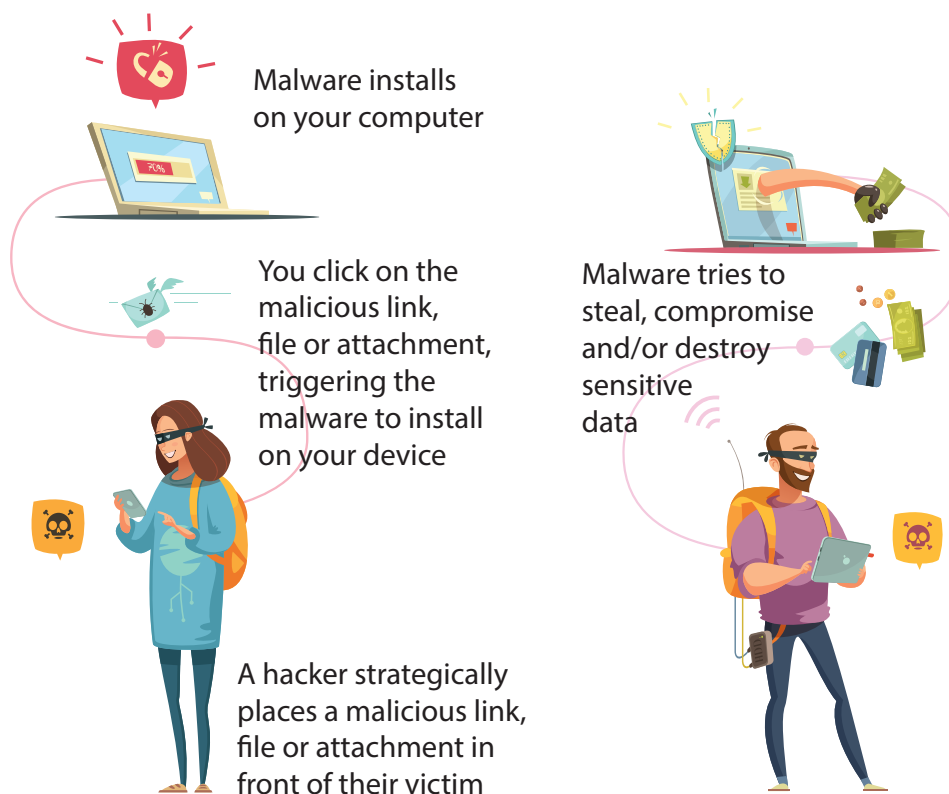 Malware installs
on your computer
70%
You click on the
malicious link,
file or attachment,
triggering the
malware to install
on your device
A hacker strategically
places a malicious link,
file or attachment in
front of their victim
Malware tries to
steal, compromise
and/or destroy
sensitive
data